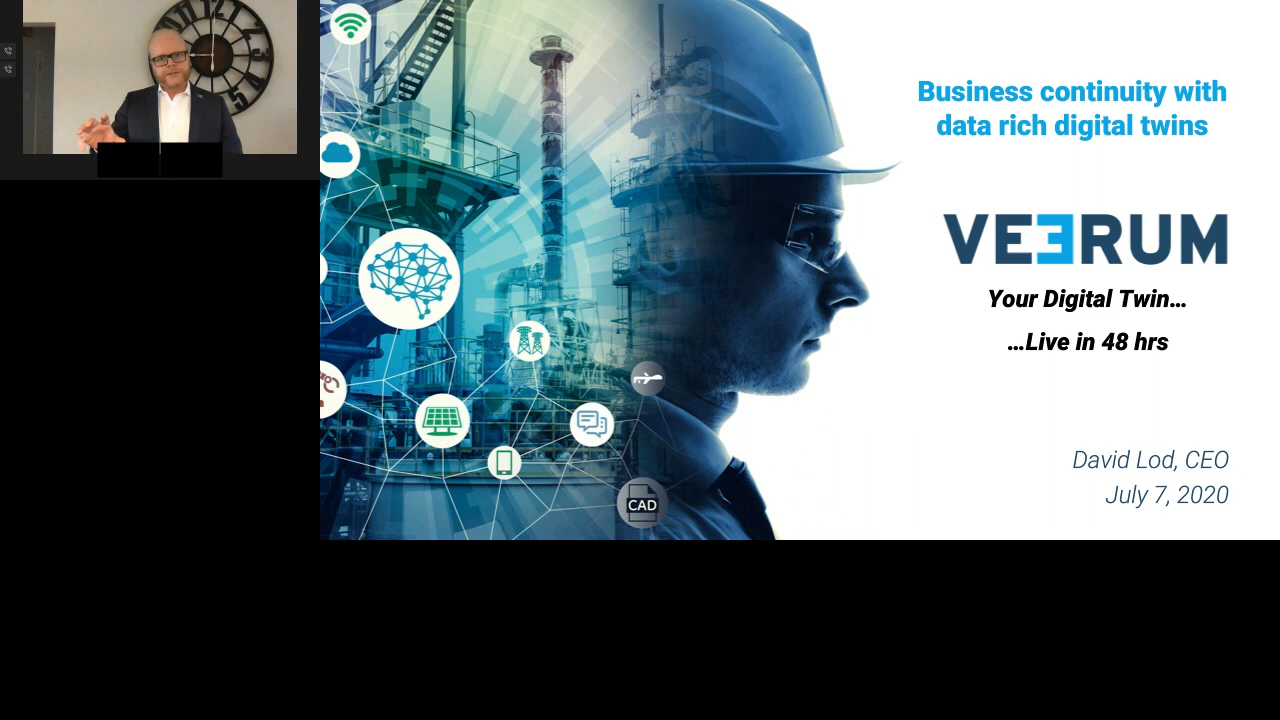 Business continuity with
data rich digital twins
VEERUM
Your Digital Twin...
...Live in 48 hrs
David Lod, CEO
July 7, 2020
CAD